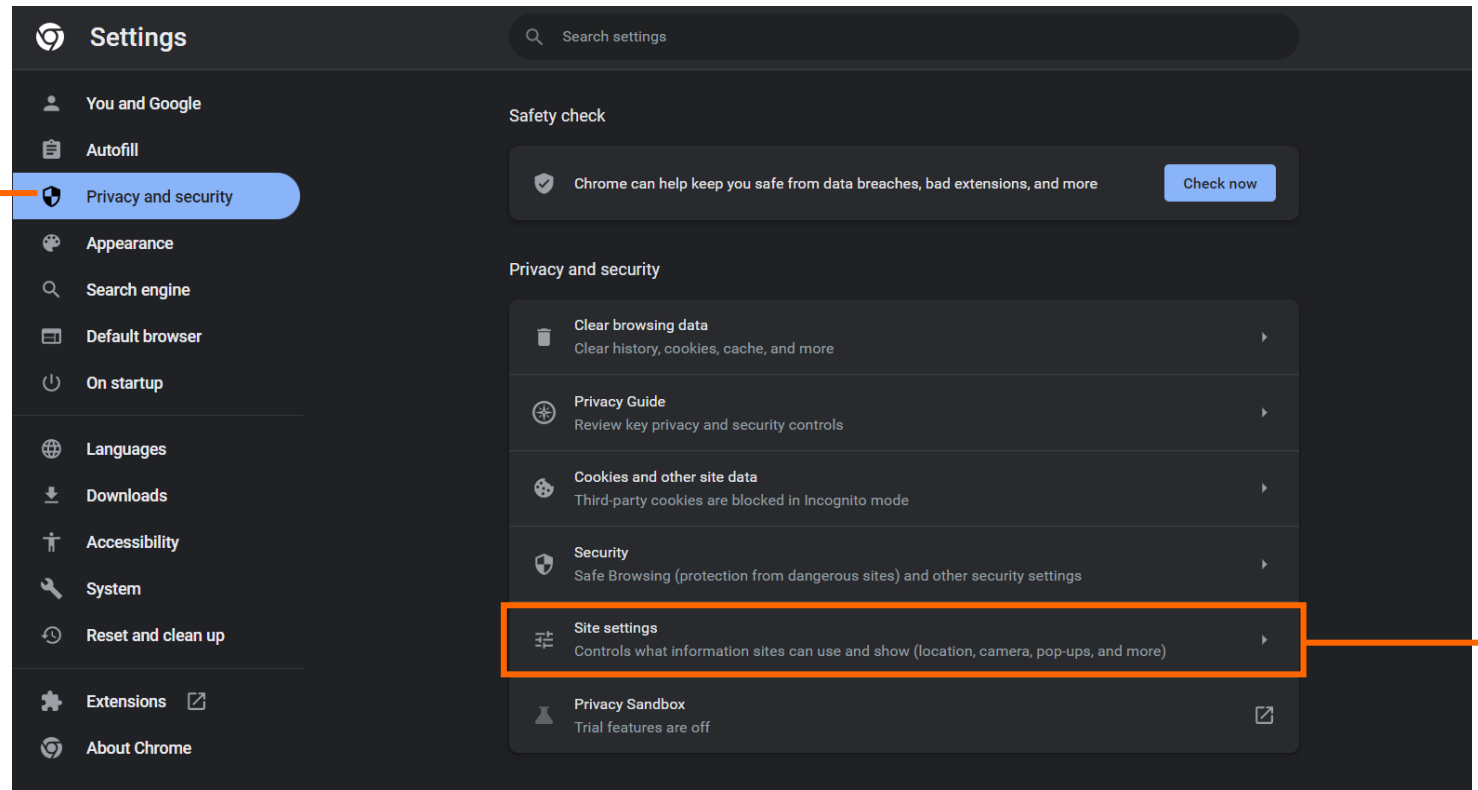 Settings
Search settings
You and Google
Autofill
Privacy and security
Appearance
Search engine
Default browser
On startup
Languages
Downloads
Accessibility
System
Reset and clean up
Extensions
About Chrome
Safety check
Chrome can help keep you safe from data breaches, bad extensions, and more
Check now
Privacy and security
Clear browsing data
Clear history, cookies, cache, and more
Privacy Guide
Review key privacy and security controls
Cookies and other site data
Third-party cookies are blocked in Incognito mode
Security
Safe Browsing (protection from dangerous sites) and other security settings
Site settings
Controls what information sites can use and show (location, camera, pop-ups, and more)
Privacy Sandbox
Trial features are off